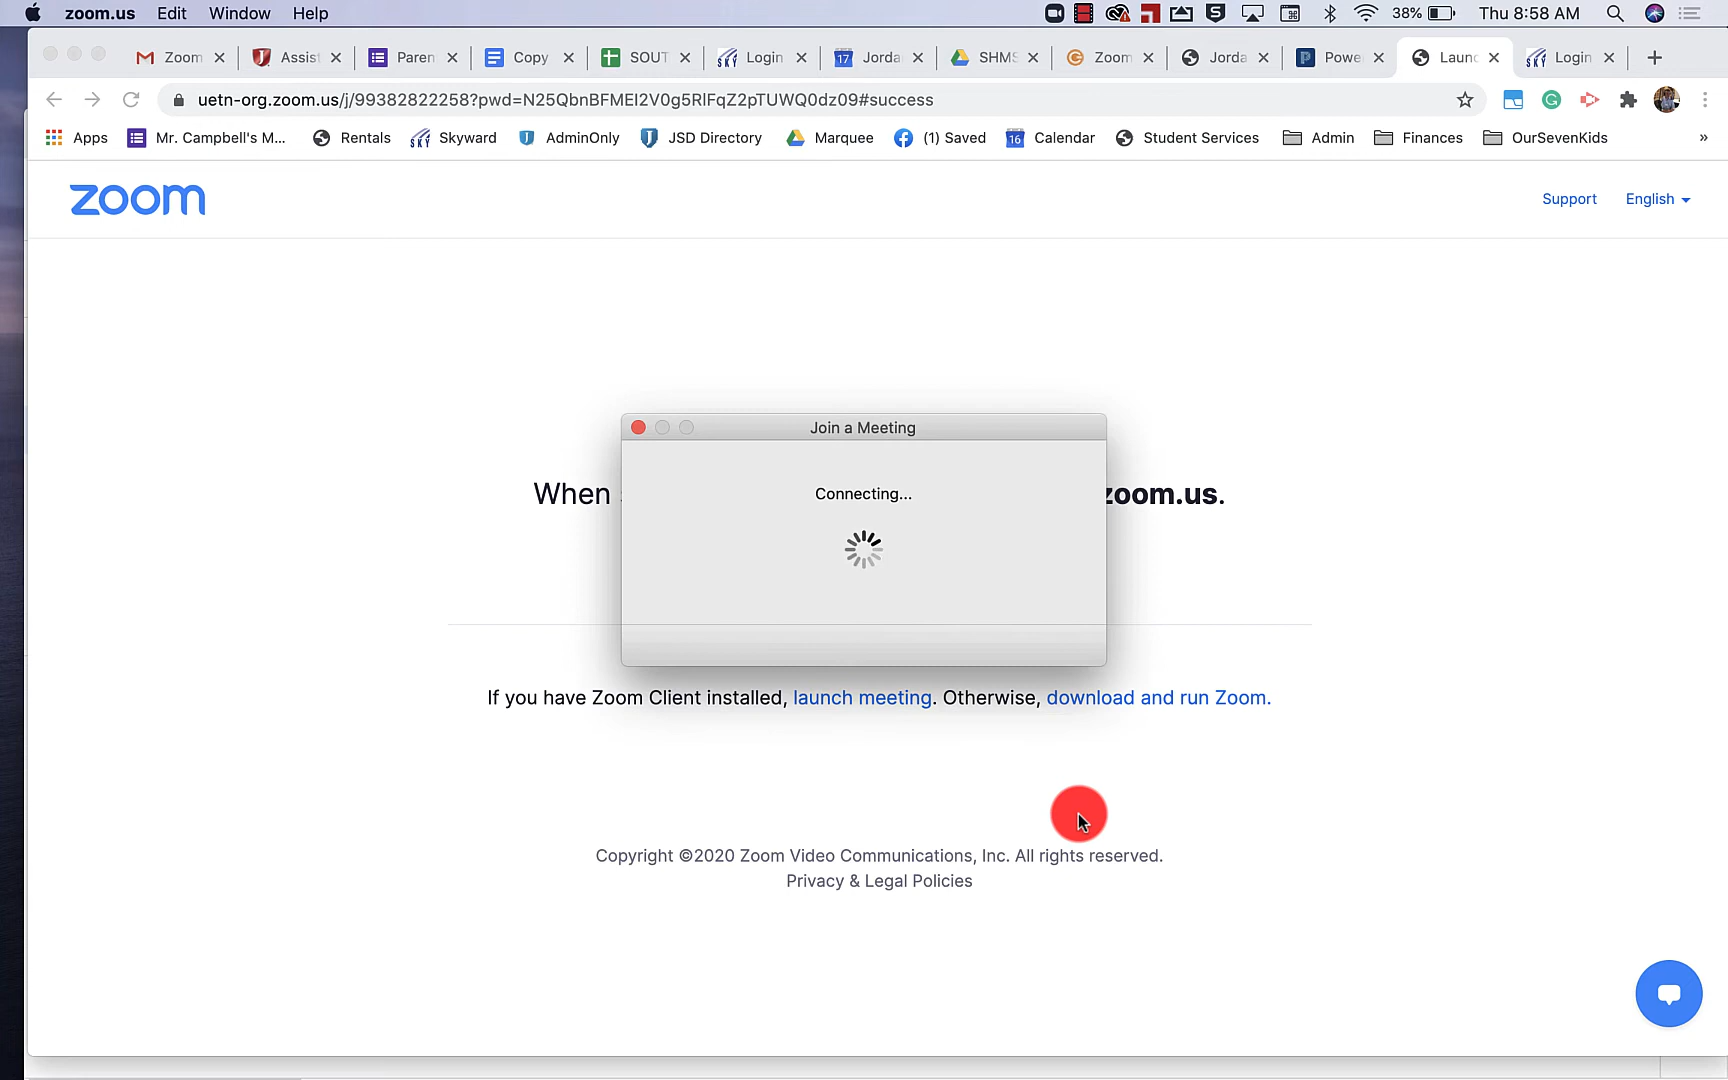 zoom.us Edit Window Help 38% Thu 8:58 AM
Zoom Assist Paren Copy SOUT Login 17 Jorda SHMS Zoom Jorda Powe Laun Login
uetn-org.zoom.us/j/99382822258?pwd=N25QbnBFMEI2V0g5RlFqZ2pTUWQ0dz09#success
Apps Mr. Campbell's M... Rentals Skyward AdminOnly JSD Directory Marquee (1) Saved 16 Calendar Student Services Admin Finances OurSevenKids »
zoom Support English
Join a Meeting
Connecting...
When zoom.us.
If you have Zoom Client installed, launch meeting. Otherwise, download and run Zoom.
Copyright ©2020 Zoom Video Communications, Inc. All rights reserved.
Privacy & Legal Policies